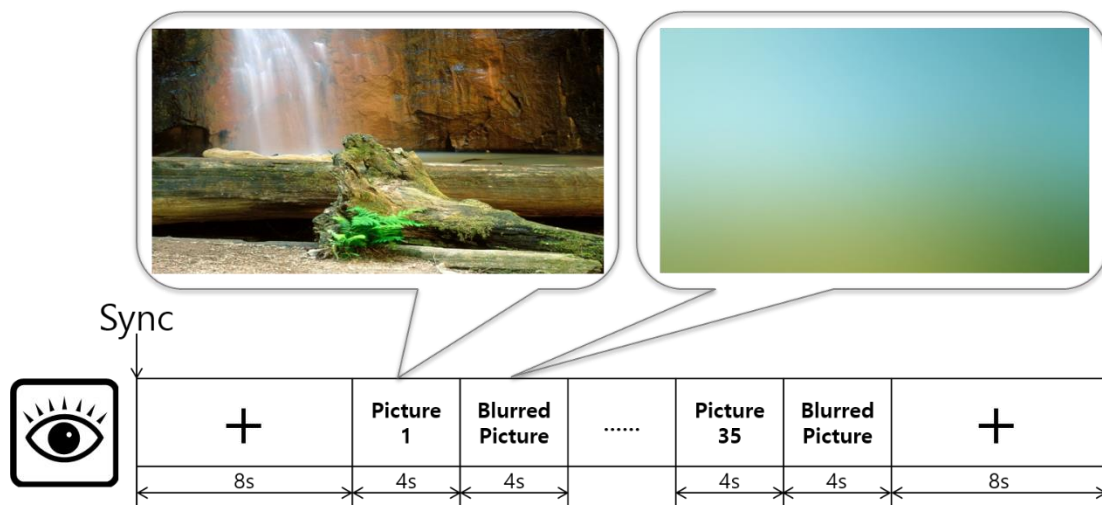 Sync
+
Picture
1
Blurred
Picture
......
Picture
35
Blurred
Picture
+
8s
4s
4s
4s
4s
8s